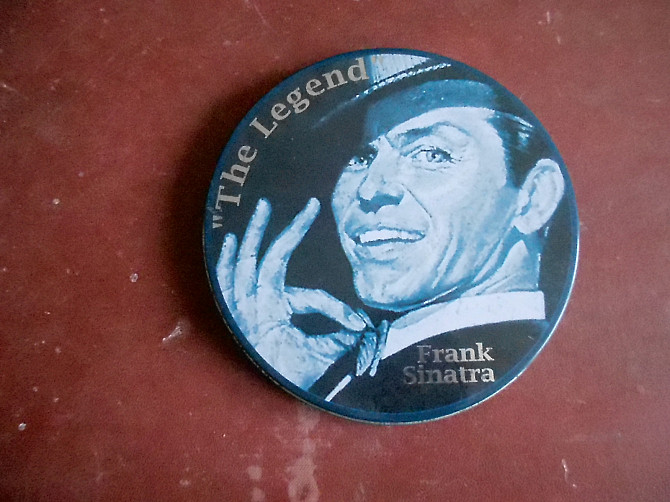 "The Legend"
Frank
Sinatra